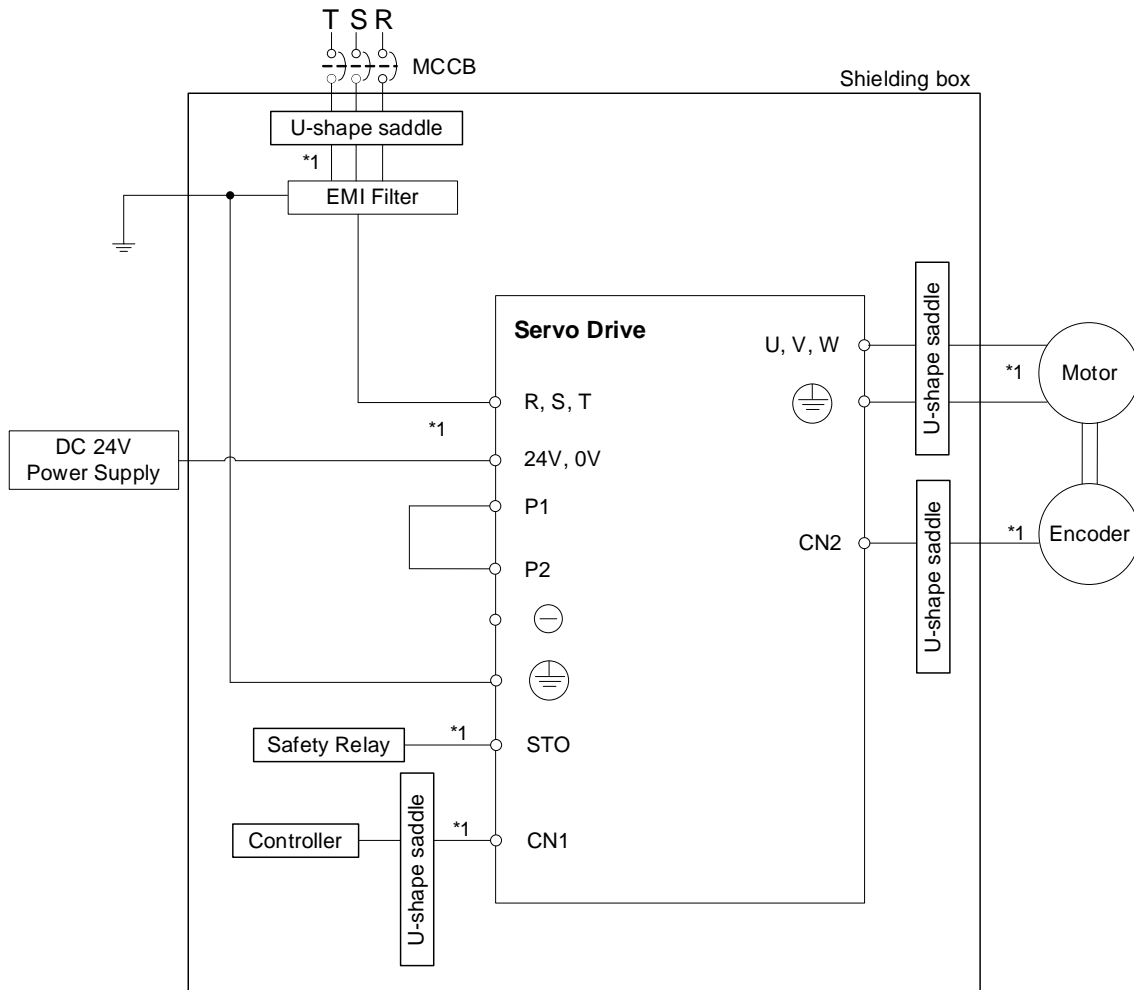 T S R
MCCB
Shielding box
U-shape saddle
*1
EMI Filter
Servo Drive
U, V, W
U-shape saddle
*1
Motor
R, S, T
*1
DC 24V
Power Supply
24V, 0V
P1
P2
CN2
U-shape saddle
*1
Encoder
Safety Relay
*1
STO
Controller
U-shape saddle
*1
CN1